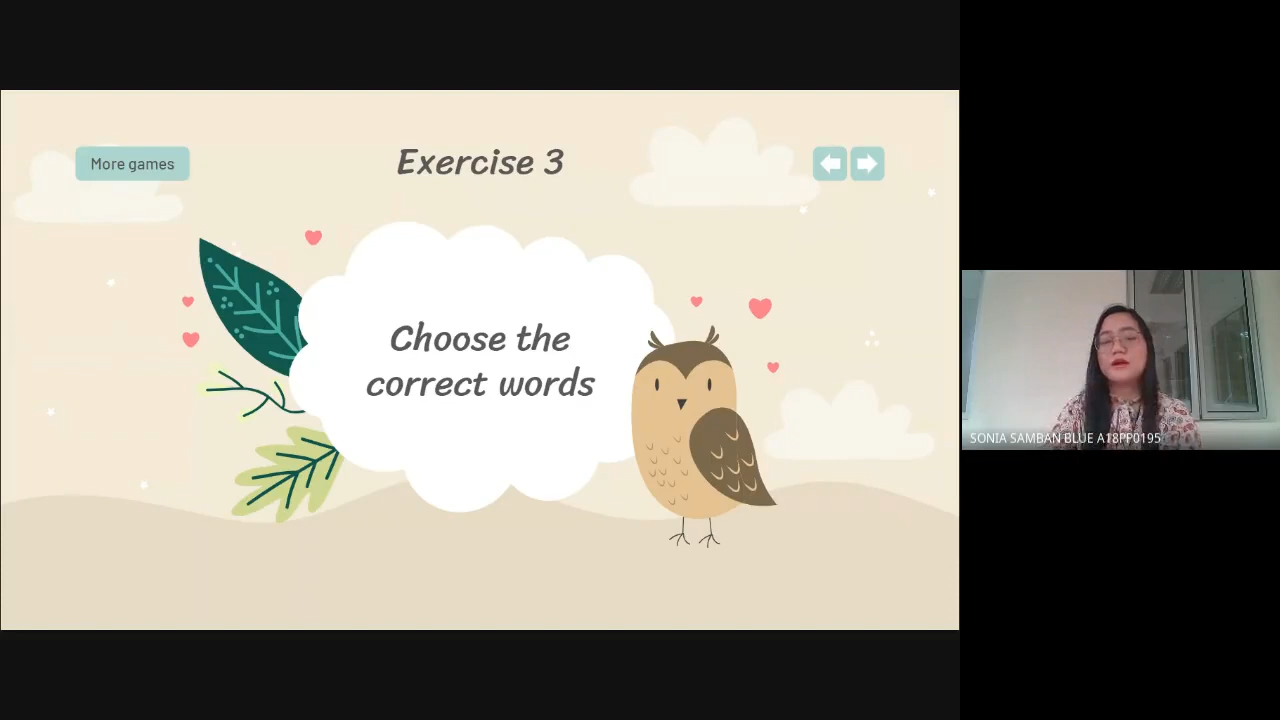 More games
Exercise 3
Choose the
correct words
SONIA SAMBAN BLUE A18PP0195